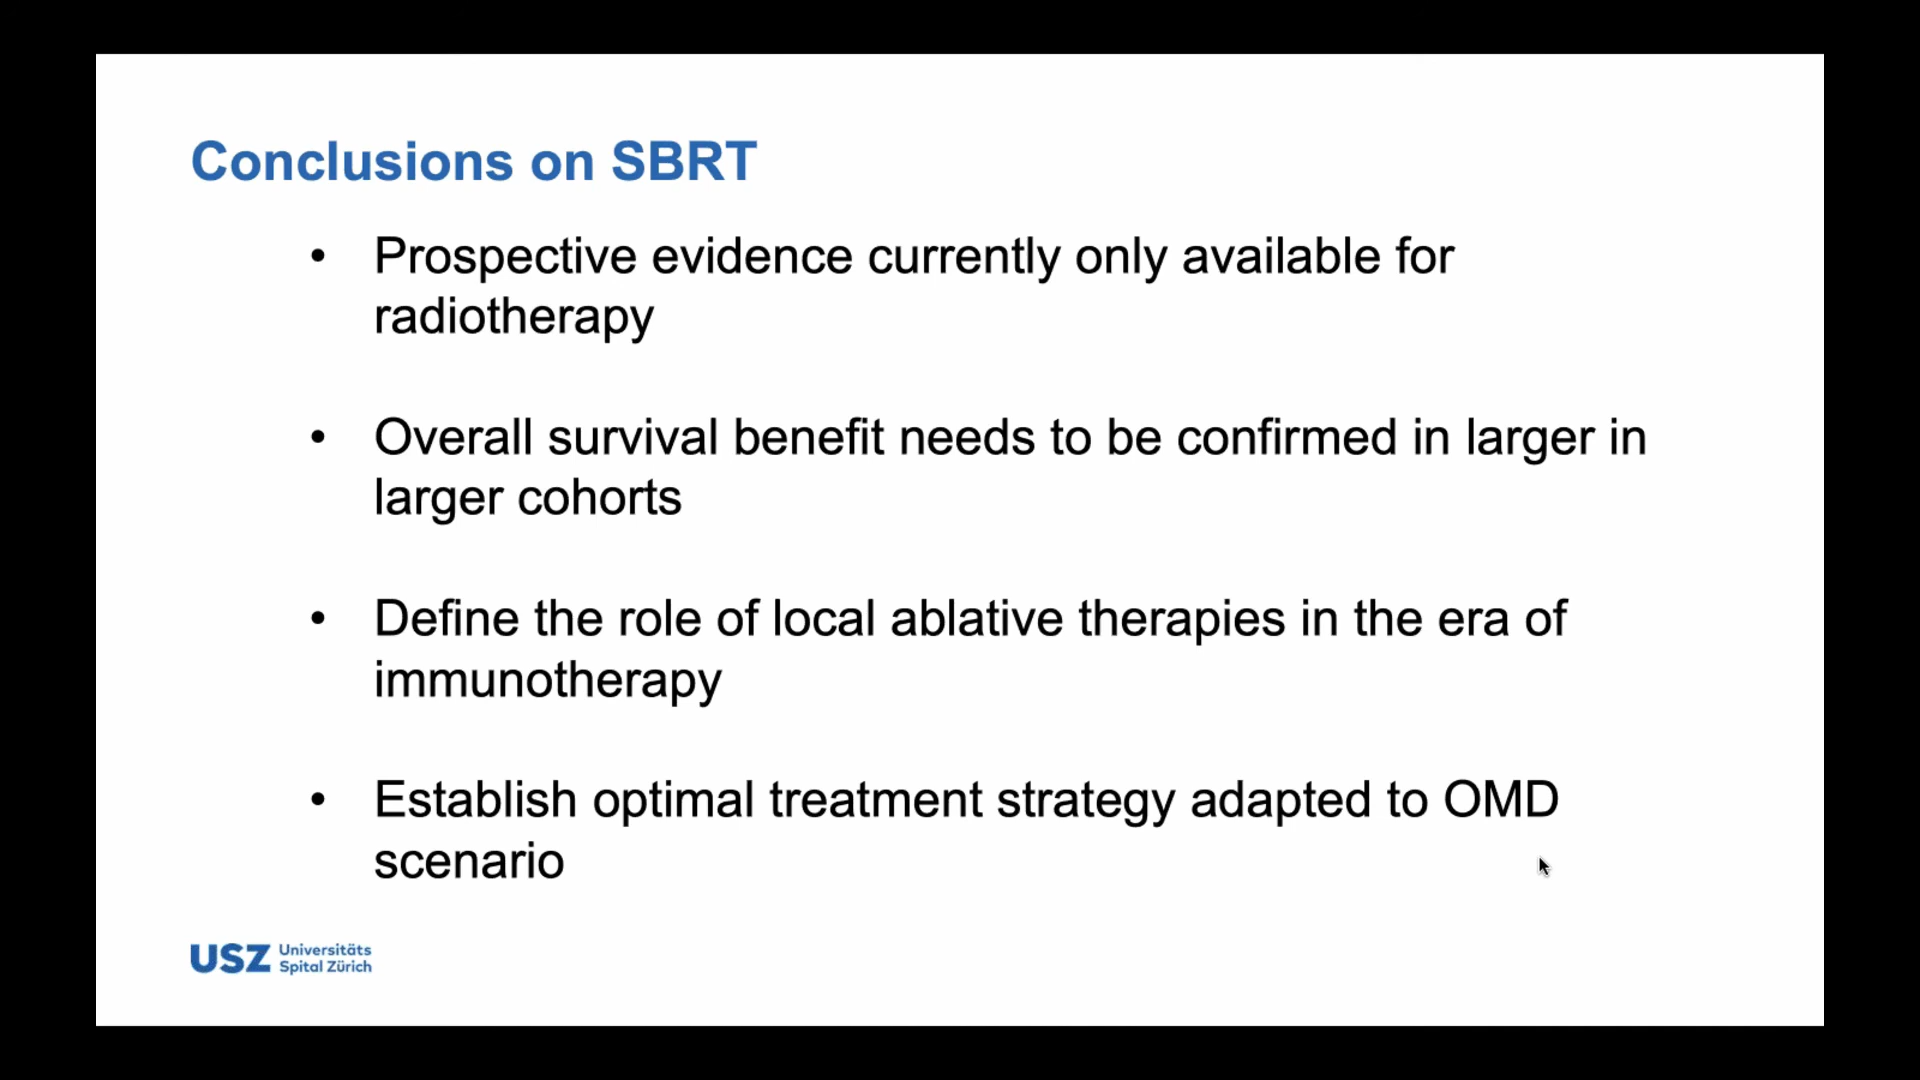 Conclusions on SBRT
• Prospective evidence currently only available for
radiotherapy
• Overall survival benefit needs to be confirmed in larger in
larger cohorts
• Define the role of local ablative therapies in the era of
immunotherapy
• Establish optimal treatment strategy adapted to OMD
scenario
USZ Universitäts
Spital Zürich